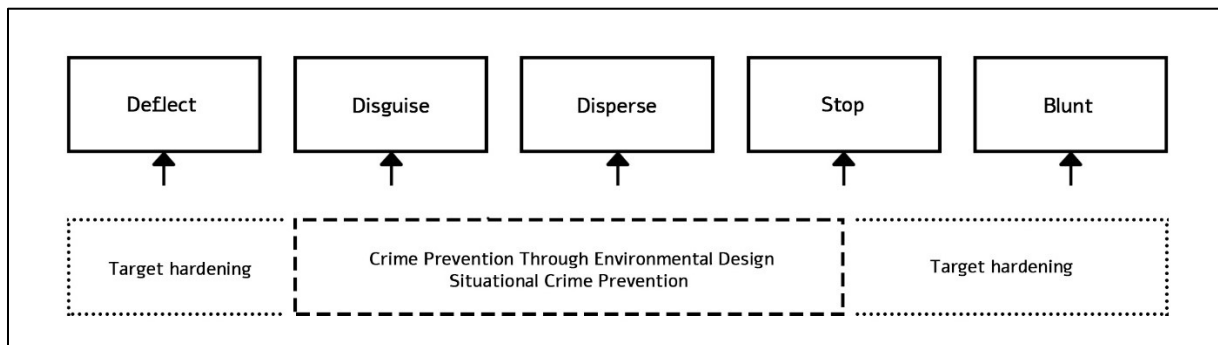 Deflect
Disguise
Disperse
Stop
Blunt
Target hardening
Crime Prevention Through Environmental Design
Situational Crime Prevention
Target hardening